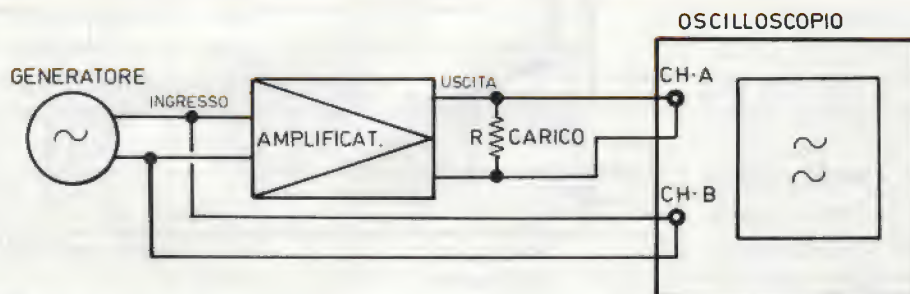 OSCILLOSCOPIO
GENERATORE
INGRESSO
AMPLIFICAT.
USCITA
R
CARICO
CH-A
CH-B